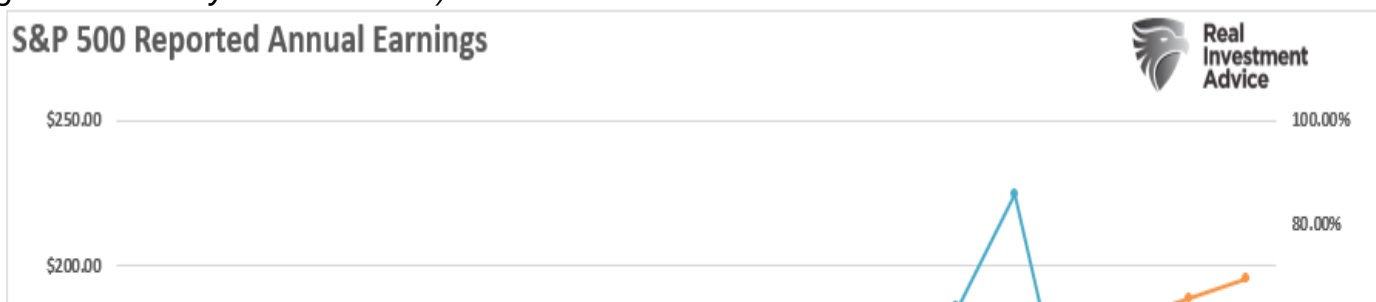 S&P 500 Reported Annual Earnings
Real
Investment
Advice
$250.00
100.00%
80.00%
$200.00